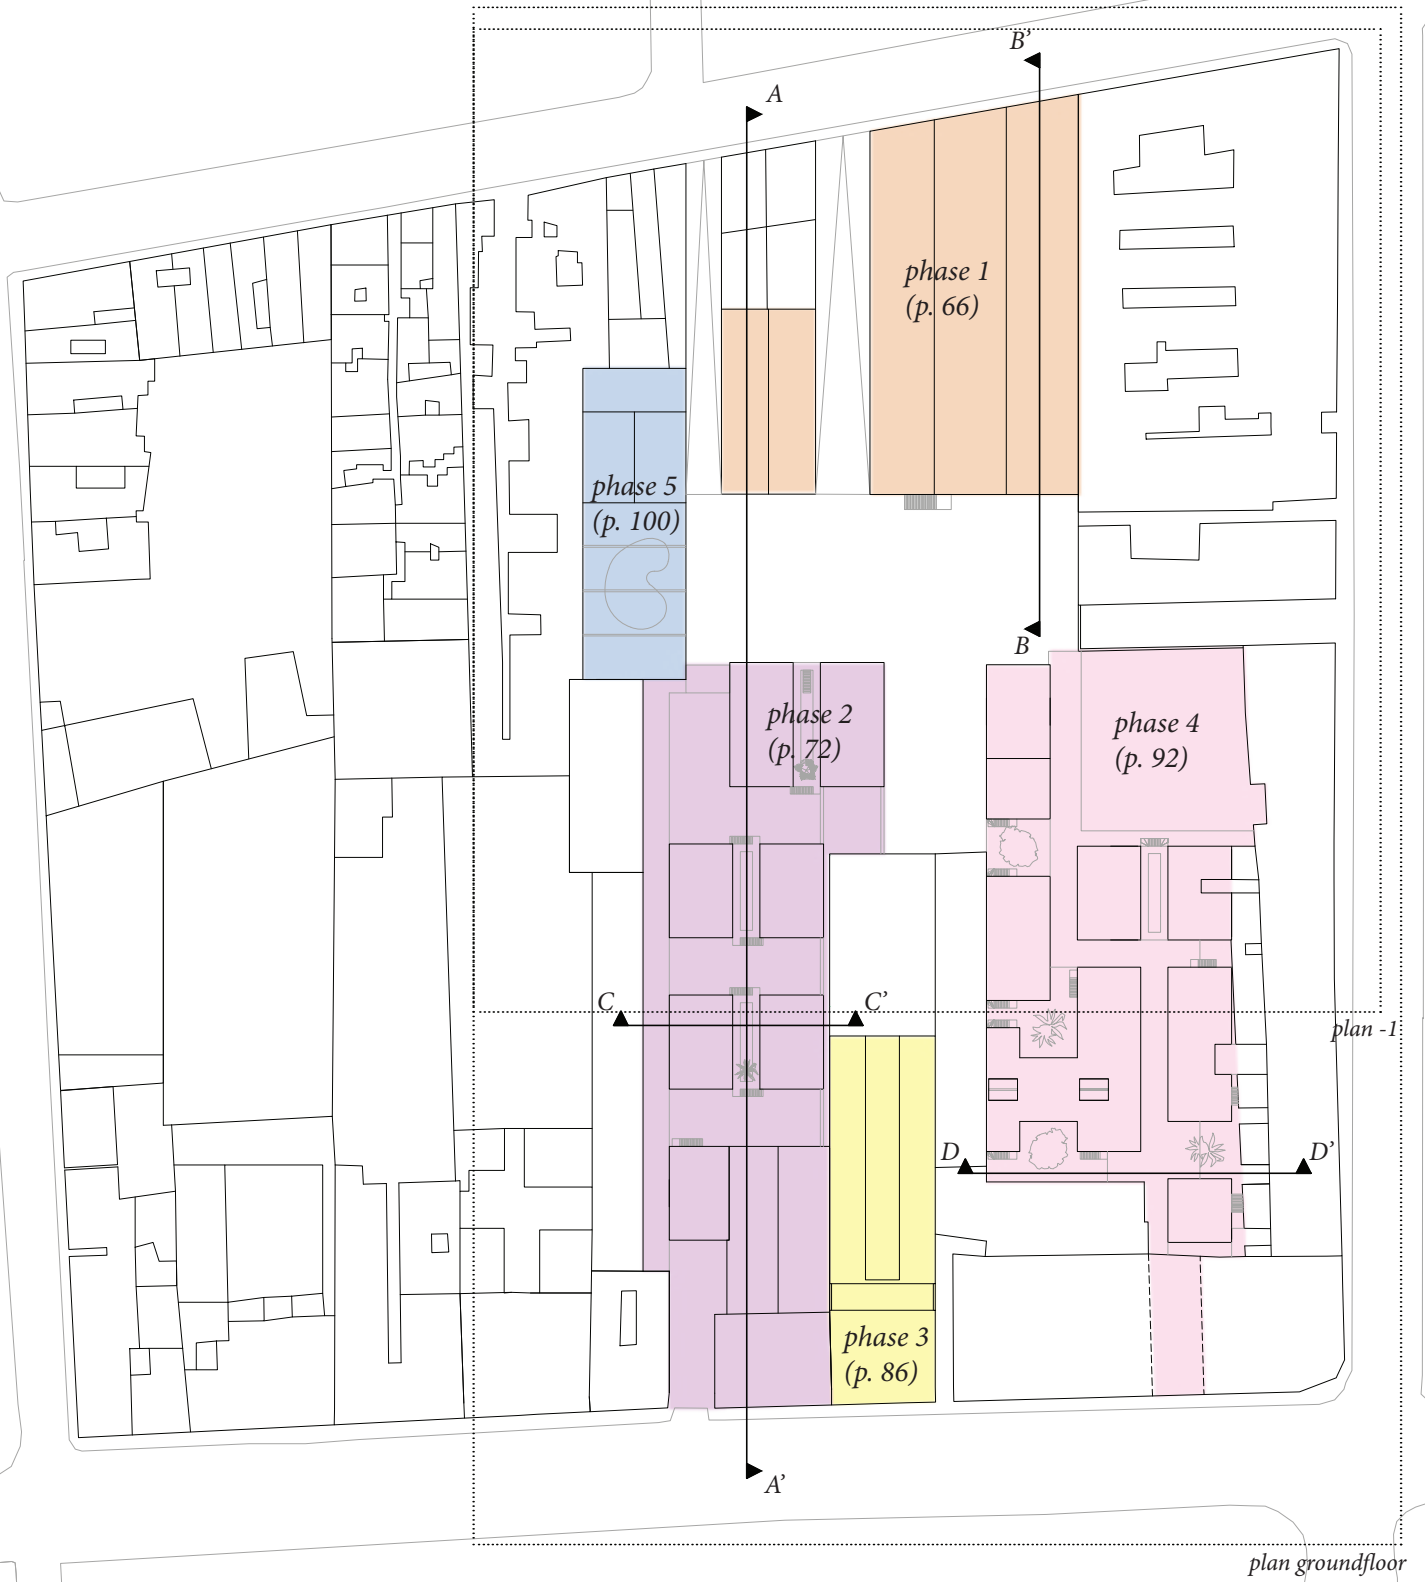 B’
A
phase 1
(p. 66)
phase 5
(p. 100)
B
phase 2
(p. 72)
phase 4
(p. 92)
C
C’
plan -1
D
D’
phase 3
(p. 86)
A’
plan groundfloor